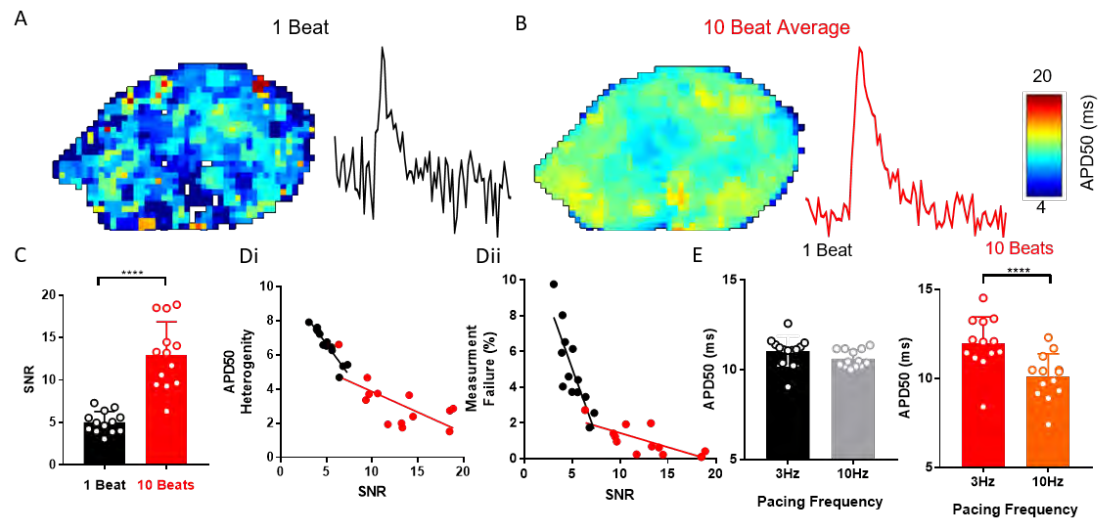 A
1 Beat
B
10 Beat Average
20
APD50 (ms)
4
C
****
SNR
20
15
10
5
0
1 Beat
10 Beats
Di
APD50
Heterogenity
10
8
6
4
2
0
0
5
10
15
20
SNR
Dii
Measurment
Failure (%)
10
8
6
4
2
0
0
5
10
15
20
SNR
E
1 Beat
APD50 (ms)
15
10
5
3Hz
10Hz
Pacing Frequency
10 Beats
****
APD50 (ms)
15
10
5
3Hz
10Hz
Pacing Frequency